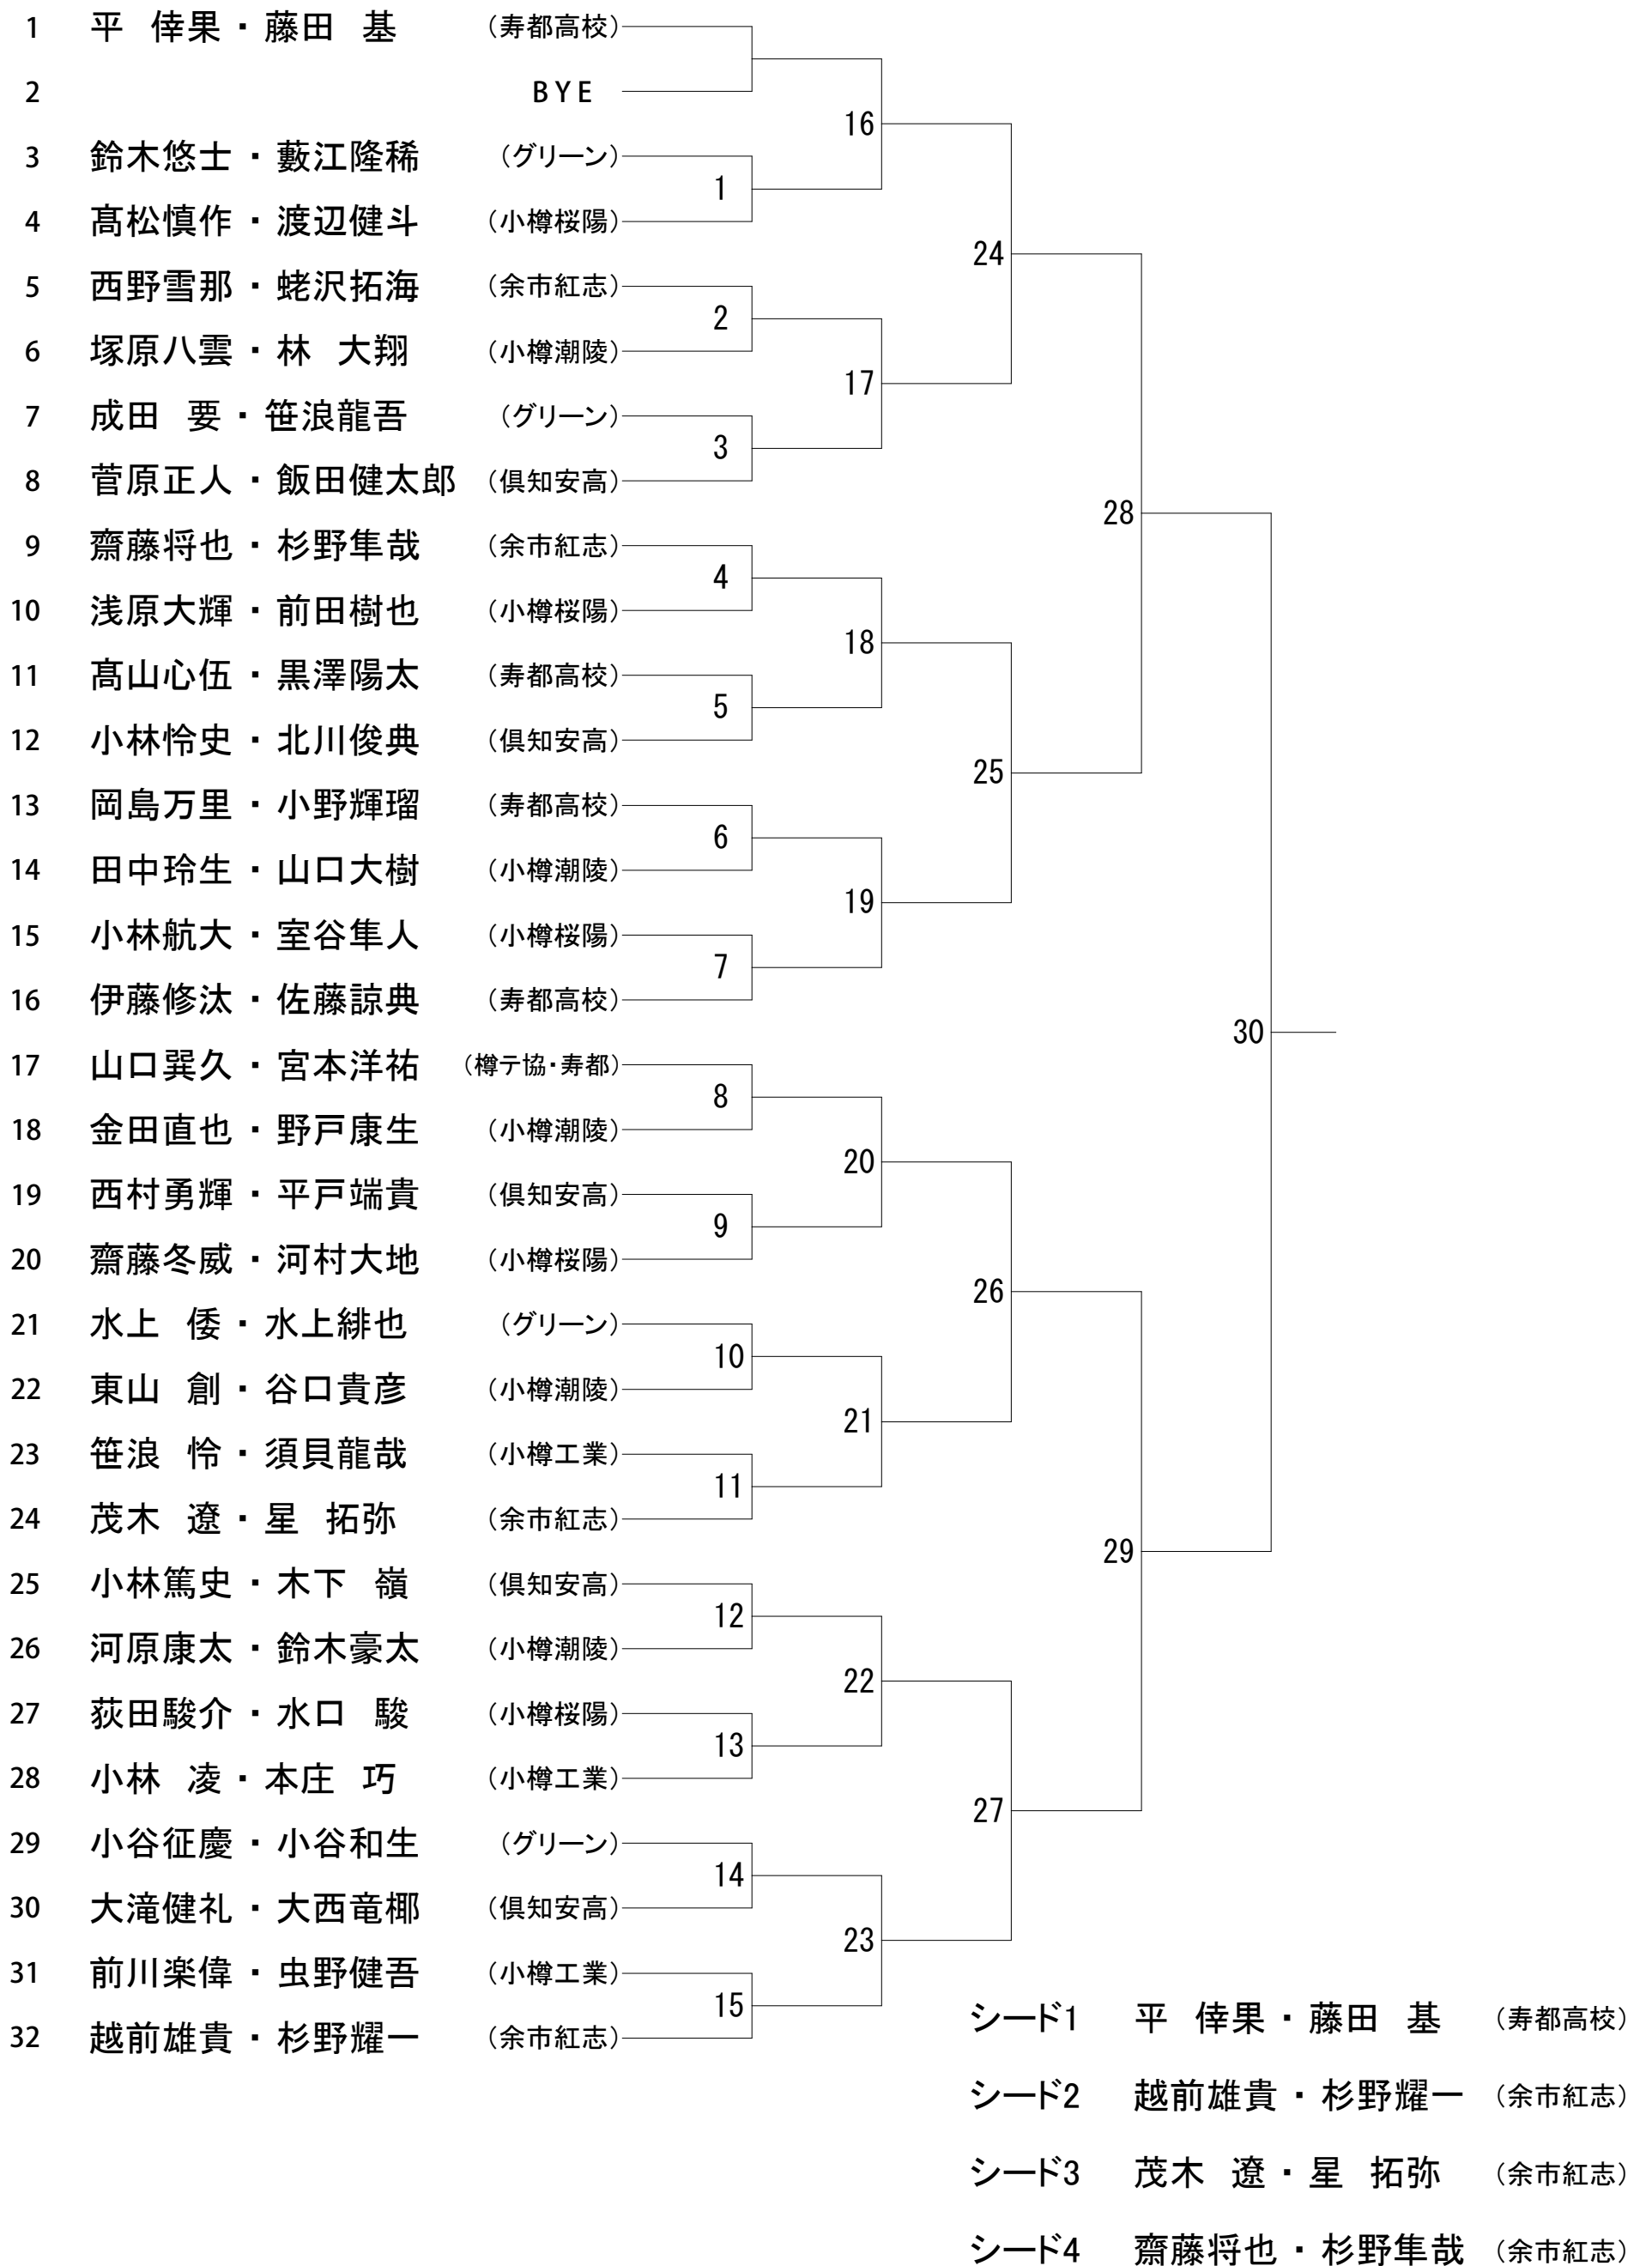 1 平 倖果・藤田 基 (寿都高校)
2 BYE
16
3 鈴木悠士・藪江隆稀 (グリーン)
1
4 髙松慎作・渡辺健斗 (小樽桜陽)
24
5 西野雪那・蛯沢拓海 (余市紅志)
2
6 塚原八雲・林 大翔 (小樽潮陵)
17
7 成田 要・笹浪龍吾 (グリーン)
3
8 菅原正人・飯田健太郎 (倶知安高)
28
9 齋藤将也・杉野隼哉 (余市紅志)
4
10 浅原大輝・前田樹也 (小樽桜陽)
18
11 髙山心伍・黒澤陽太 (寿都高校)
5
12 小林怜史・北川俊典 (倶知安高)
25
13 岡島万里・小野輝瑠 (寿都高校)
6
14 田中玲生・山口大樹 (小樽潮陵)
19
15 小林航大・室谷隼人 (小樽桜陽)
7
16 伊藤修汰・佐藤諒典 (寿都高校)
30
17 山口巽久・宮本洋祐 (樽テ協・寿都)
8
18 金田直也・野戸康生 (小樽潮陵)
20
19 西村勇輝・平戸端貴 (倶知安高)
9
20 齋藤冬威・河村大地 (小樽桜陽)
26
21 水上 倭・水上緋也 (グリーン)
10
22 東山 創・谷口貴彦 (小樽潮陵)
21
23 笹浪 怜・須貝龍哉 (小樽工業)
11
24 茂木 遼・星 拓弥 (余市紅志)
29
25 小林篤史・木下 嶺 (倶知安高)
12
26 河原康太・鈴木豪太 (小樽潮陵)
22
27 荻田駿介・水口 駿 (小樽桜陽)
13
28 小林 凌・本庄 巧 (小樽工業)
27
29 小谷征慶・小谷和生 (グリーン)
14
30 大滝健礼・大西竜椰 (倶知安高)
23
31 前川楽偉・虫野健吾 (小樽工業)
15
32 越前雄貴・杉野耀一 (余市紅志)
シード1 平 倖果・藤田 基 (寿都高校)
シード2 越前雄貴・杉野耀一 (余市紅志)
シード3 茂木 遼・星 拓弥 (余市紅志)
シード4 齋藤将也・杉野隼哉 (余市紅志)